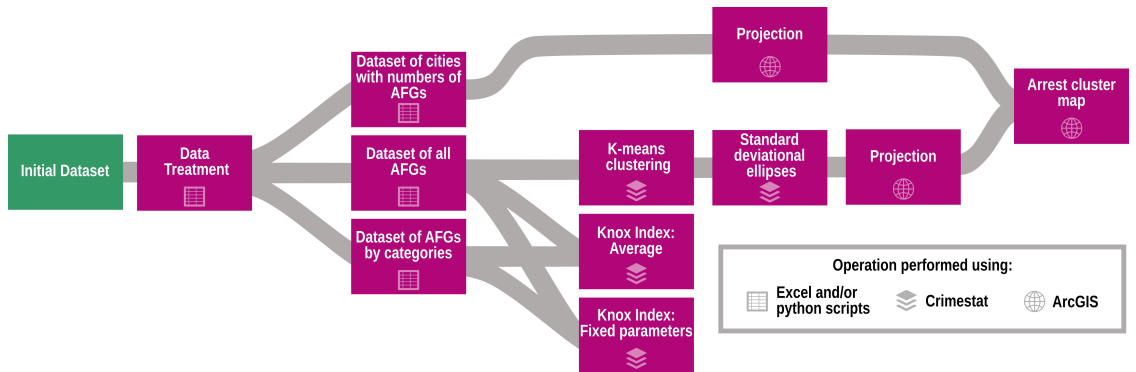 Initial Dataset
Data
Treatment
Dataset of cities
with numbers of
AFGs
Dataset of all
AFGs
Dataset of AFGs
by categories
K-means
clustering
Knox Index:
Average
Knox Index:
Fixed parameters
Projection
Standard
deviational
ellipses
Projection
Arrest cluster
map
Operation performed using:
Excel and/or
python scripts
Crimestat
ArcGIS